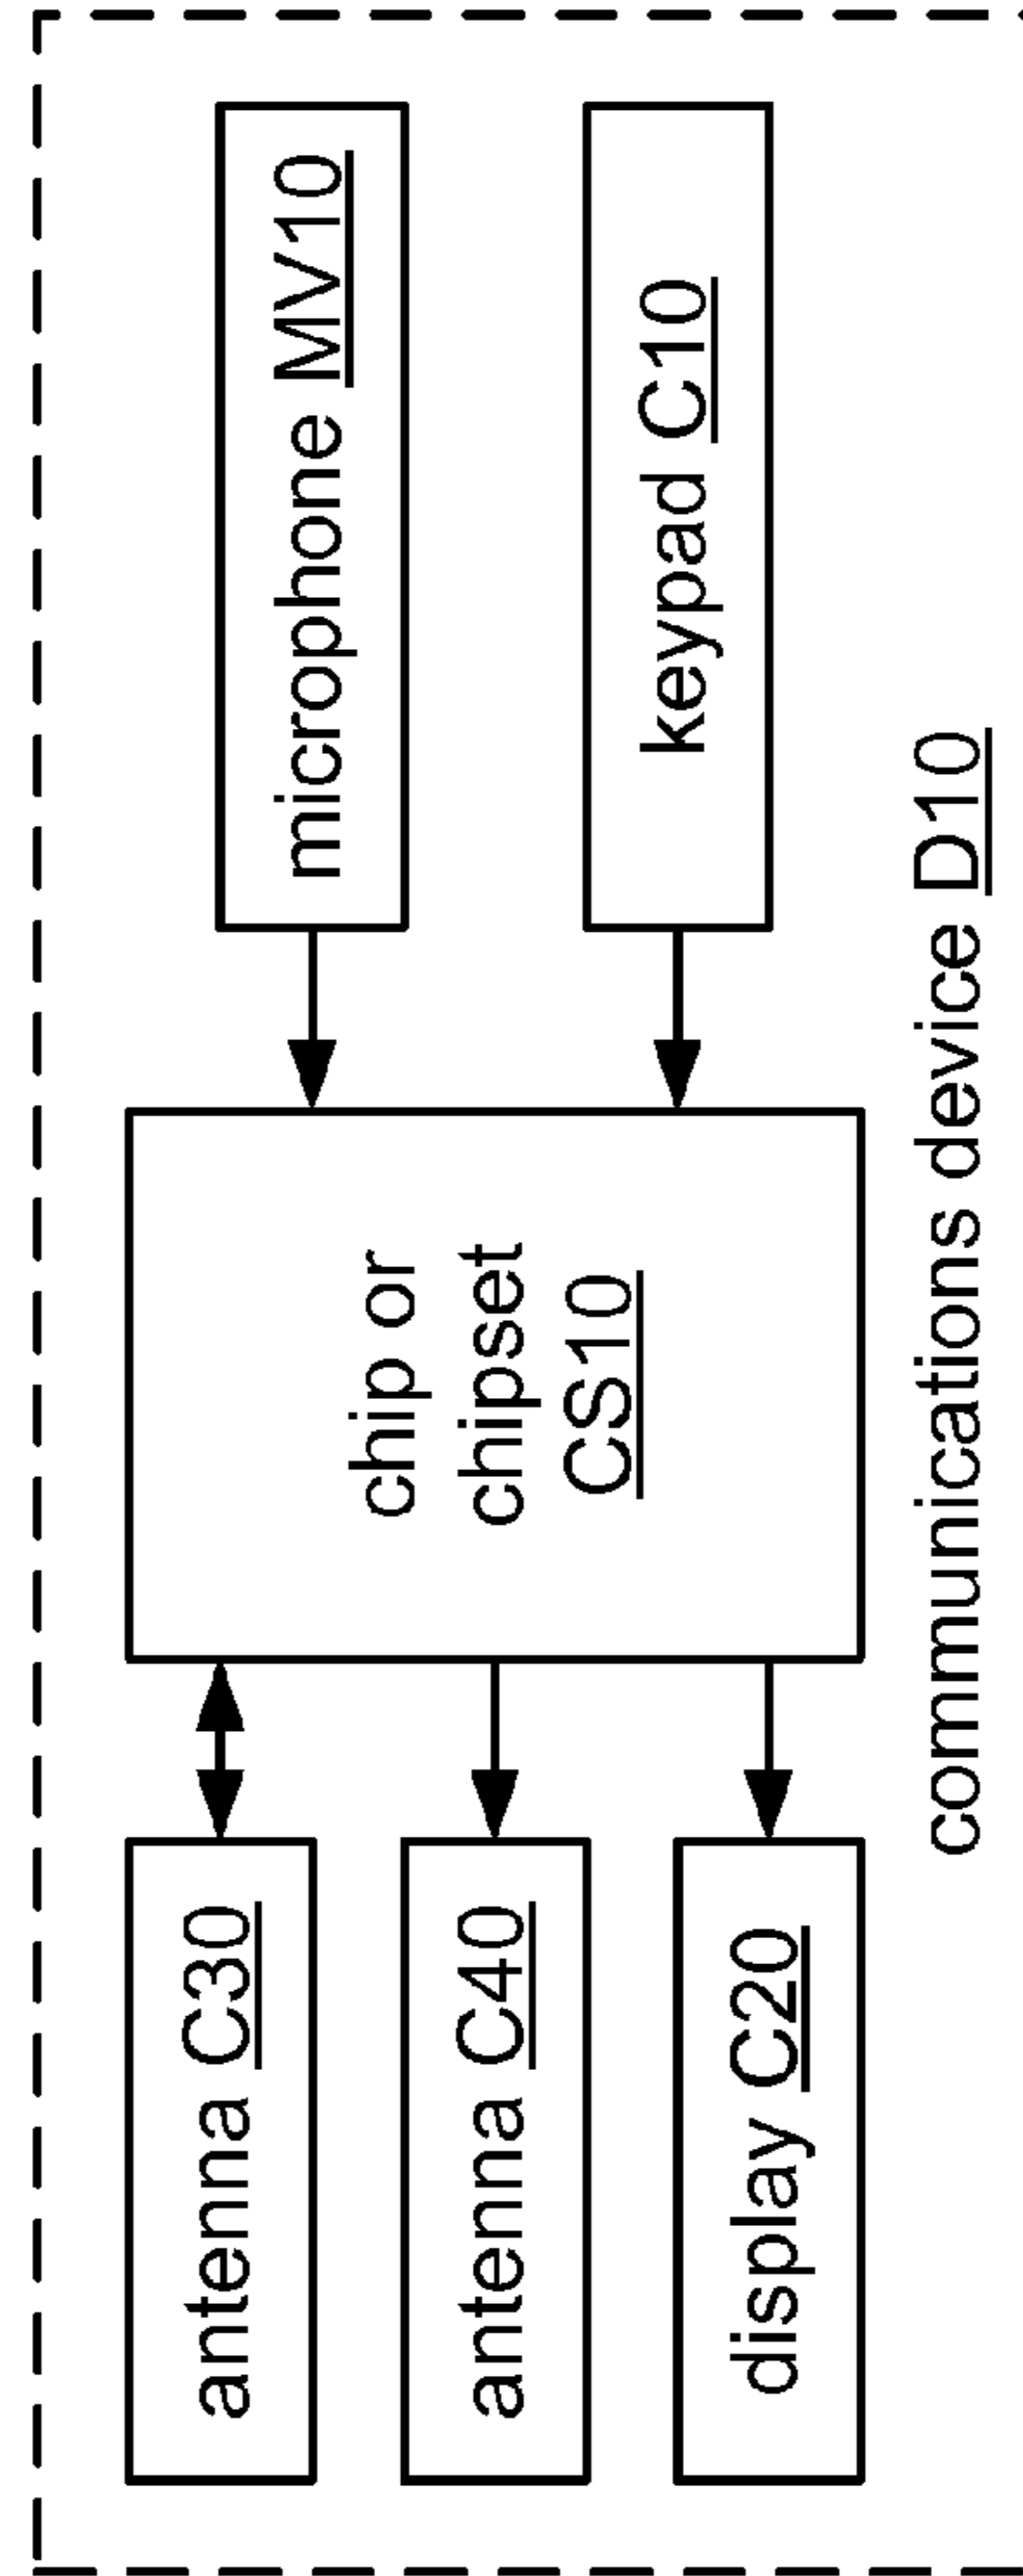 antenna C30
antenna C40
display C20
chip or
chipset
CS10
microphone MV10
keypad C10
communications device D10